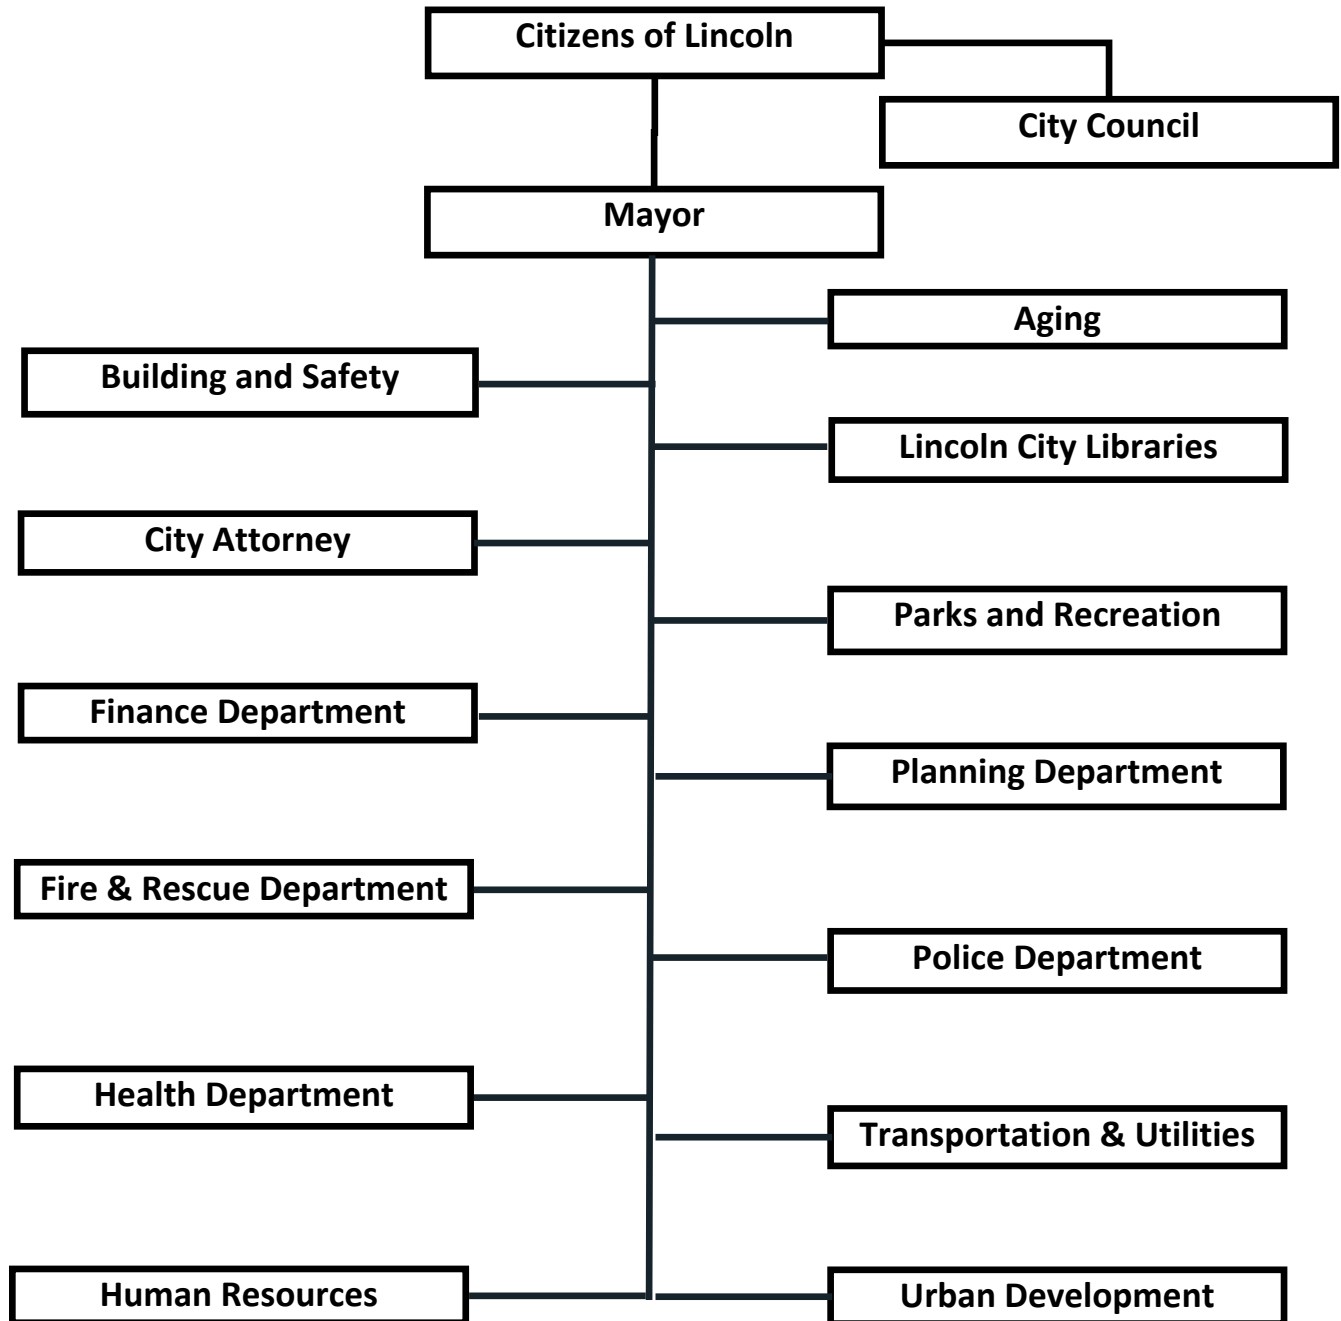 Citizens of Lincoln
City Council
Mayor
Aging
Building and Safety
Lincoln City Libraries
City Attorney
Parks and Recreation
Finance Department
Planning Department
Fire & Rescue Department
Police Department
Health Department
Transportation & Utilities
Human Resources
Urban Development